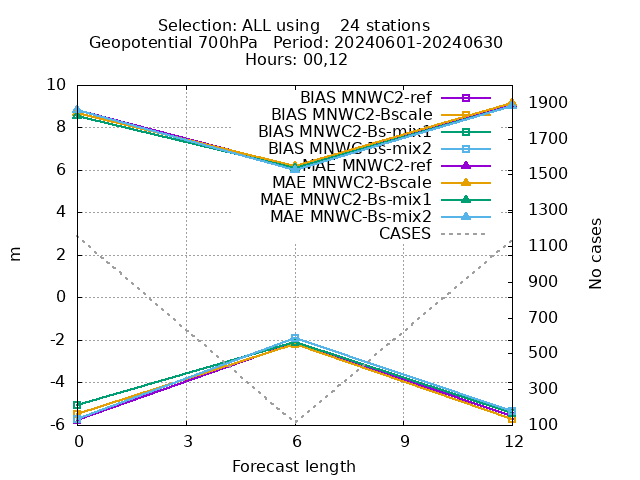 Selection: ALL using    24 stations
Geopotential 700hPa   Period: 20240601-20240630
Hours: 00,12
10
8
6
4
2
0
-2
-4
-6
m
BIAS MNWC2-ref
BIAS MNWC2-Bscale
BIAS MNWC2-Bs-mix1
BIAS MNWC-Bs-mix2
MAE MNWC2-ref
MAE MNWC2-Bscale
MAE MNWC2-Bs-mix1
MAE MNWC-Bs-mix2
CASES
1900
1700
1500
1300
1100
900
700
500
300
100
No cases
0 3 6 9 12
Forecast length